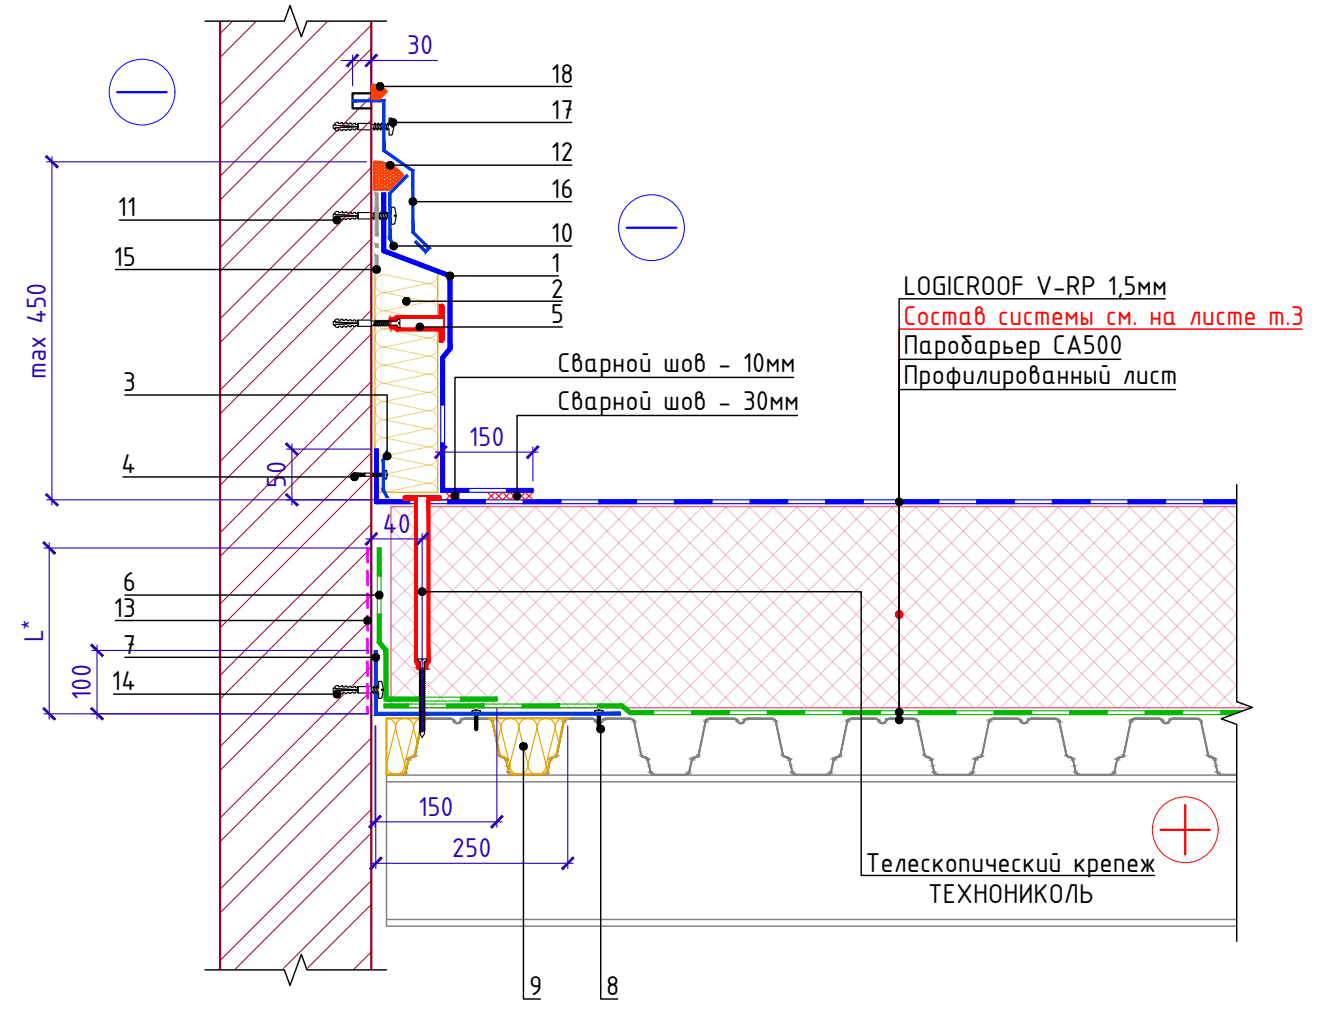 30
18
17
12
16
11
10
15
1
2
5
max 450
LOGICROOF V-RP 1,5мм
Состав системы см. на листе т.3
Паробарьер СА500
Профилированный лист
Сварной шов - 10мм
3
Сварной шов - 30мм
150
4
50
40
6
13
L*
7
100
14
150
250
Телескопический крепеж
ТЕХНОНИКОЛЬ
9
8